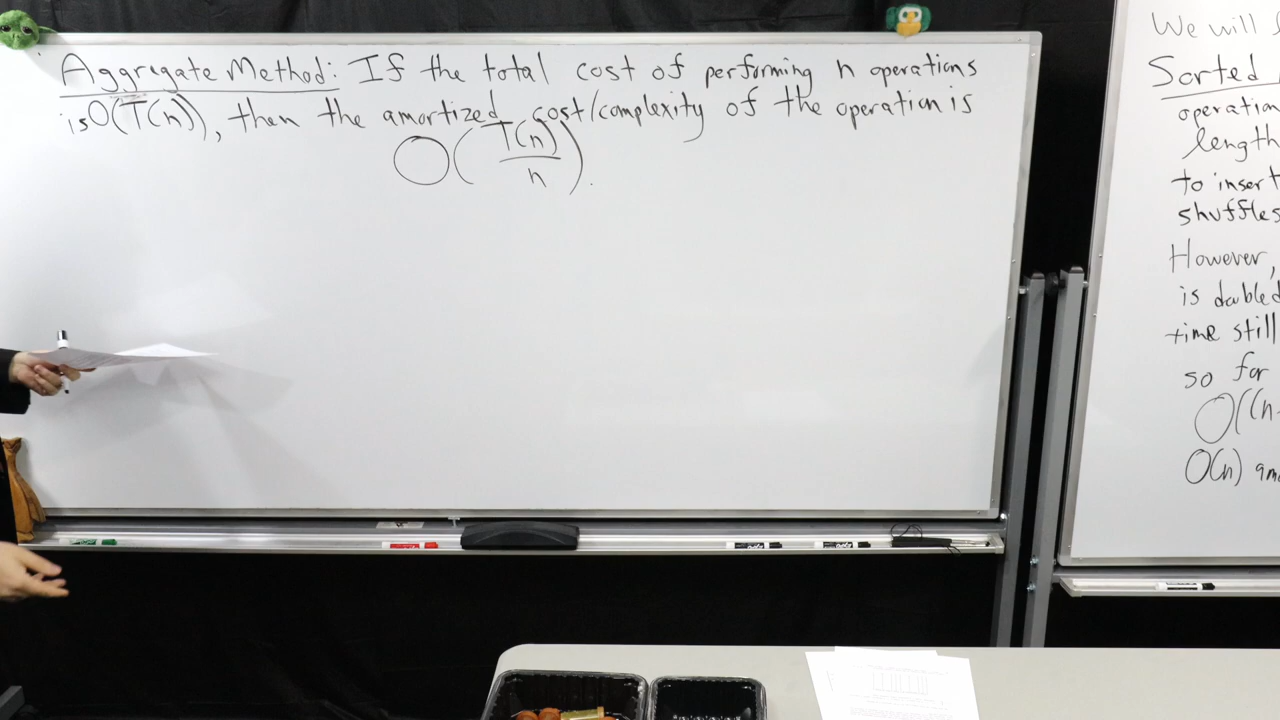 Aggregate Method: If the total cost of performing n operations
is O(T(n)), then the amortized cost/complexity of the operation is
O(T(n)/n).
We will
Sorted
operation
length
to insert
shuffles
However,
is doubled
time still
so for
O((n
O(n) am